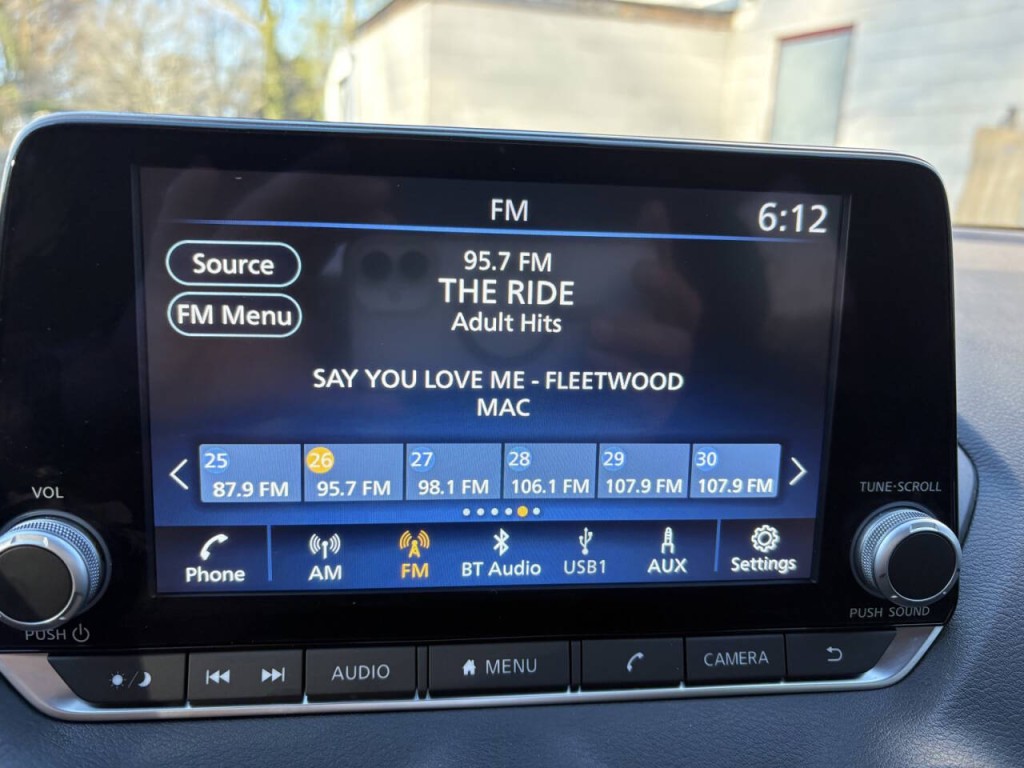 FM
6:12
Source
95.7 FM
THE RIDE
FM Menu
Adult Hits
SAY YOU LOVE ME - FLEETWOOD
MAC
25 26 27 28 29 30
87.9 FM 95.7 FM 98.1 FM 106.1 FM 107.9 FM 107.9 FM
VOL
TUNE·SCROLL
Phone AM FM BT Audio USB1 AUX Settings
PUSH
PUSH SOUND
AUDIO MENU CAMERA